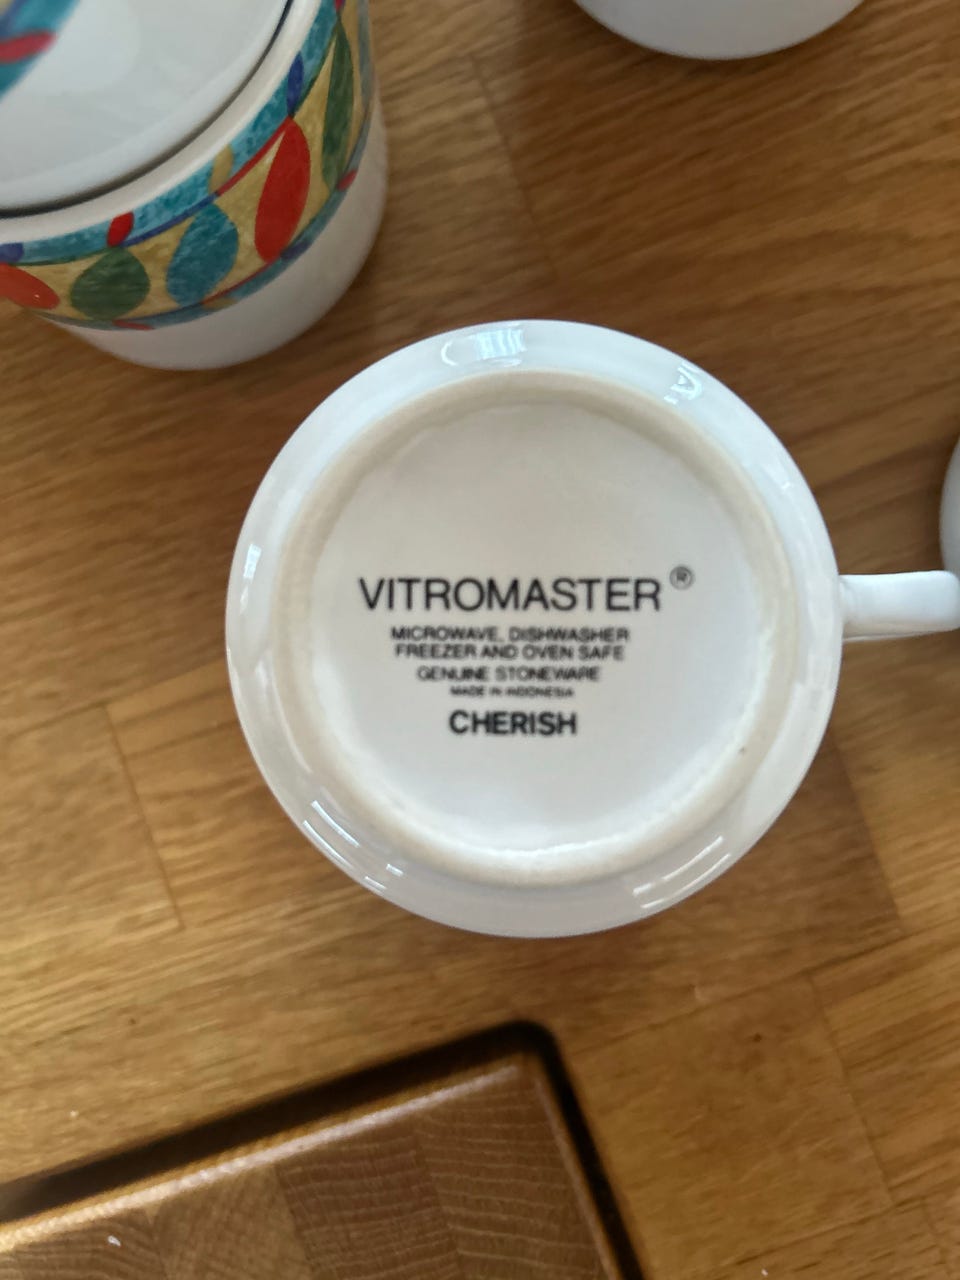 VITROMASTER®
MICROWAVE, DISHWASHER
FREEZER AND OVEN SAFE
GENUINE STONEWARE
MADE IN INDONESIA
CHERISH